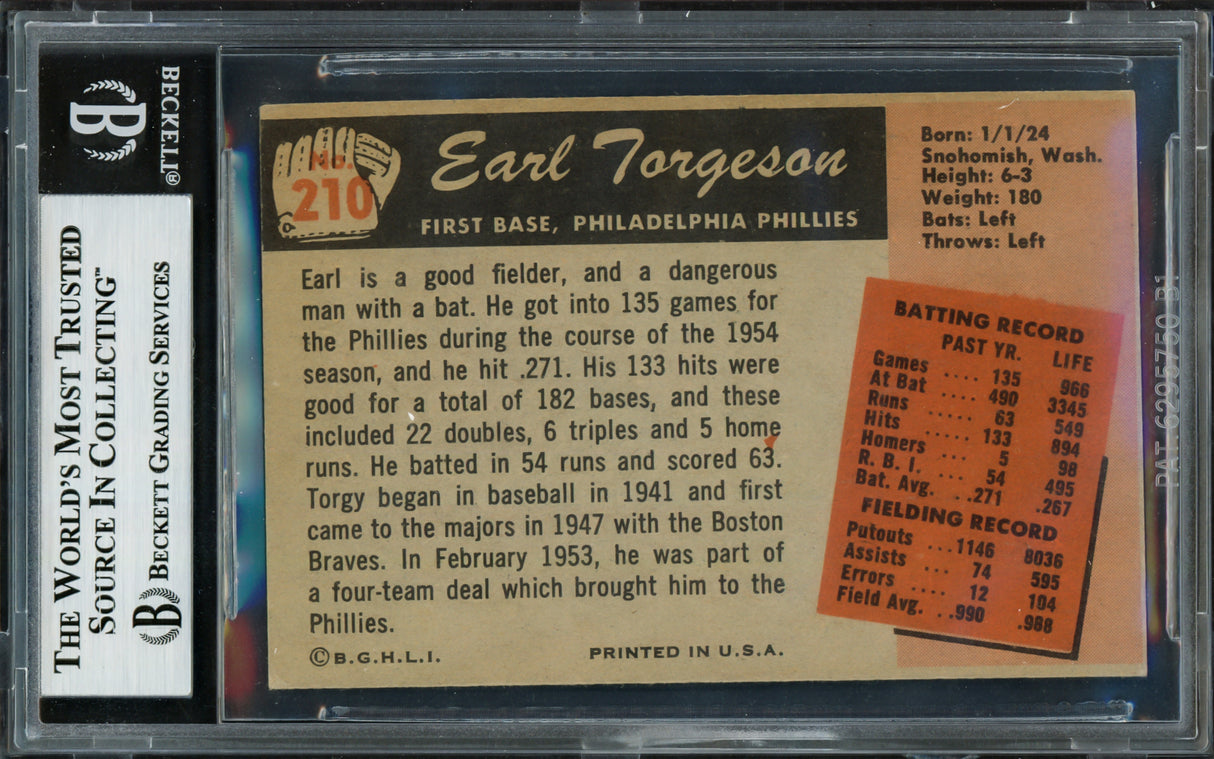 BECKETT®
THE WORLD'S MOST TRUSTED
SOURCE IN COLLECTING™
B BECKETT GRADING SERVICES
No.
210
Earl Torgeson
FIRST BASE, PHILADELPHIA PHILLIES
Born: 1/1/24
Snohomish, Wash.
Height: 6-3
Weight: 180
Bats: Left
Throws: Left
Earl is a good fielder, and a dangerous
man with a bat. He got into 135 games for
the Phillies during the course of the 1954
season, and he hit .271. His 133 hits were
good for a total of 182 bases, and these
included 22 doubles, 6 triples and 5 home
runs. He batted in 54 runs and scored 63.
Torgy began in baseball in 1941 and first
came to the majors in 1947 with the Boston
Braves. In February 1953, he was part of
a four-team deal which brought him to the
Phillies.
©B.G.H.L.I.
PRINTED IN U.S.A.
BATTING RECORD
PAST YR. LIFE
Games .... 135 966
At Bat .... 490 3345
Runs ..... 63 549
Hits ..... 133 894
Homers ... 5 98
R. B. I. ... 54 495
Bat. Avg. . .271 .267
FIELDING RECORD
Putouts ...1146 8036
Assists ... 74 595
Errors .... 12 104
Field Avg. . .990 .988
PAT. 6295750 B1